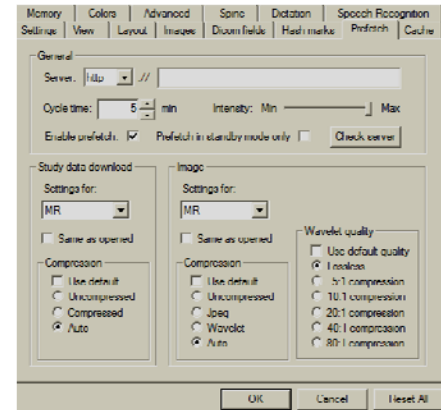 Memory Colors Advanced Spine Dictation Speech Recognition
Settings View Layout Images Dicom fields Hash marks Prefetch Cache
General
Server: http //
Cycle time: 5 min Intensity: Min Max
Enable prefetch: Prefetch in standby mode only Check server
Study data download
Settings for:
MR
Same as opened
Compression
Use default
Uncompressed
Compressed
Auto
Image
Settings for:
MR
Same as opened
Compression
Use default
Uncompressed
Jpeg
Wavelet
Auto
Wavelet quality
Use default quality
Lossless
5:1 compression
10:1 compression
20:1 compression
40:1 compression
80:1 compression
OK Cancel Reset All